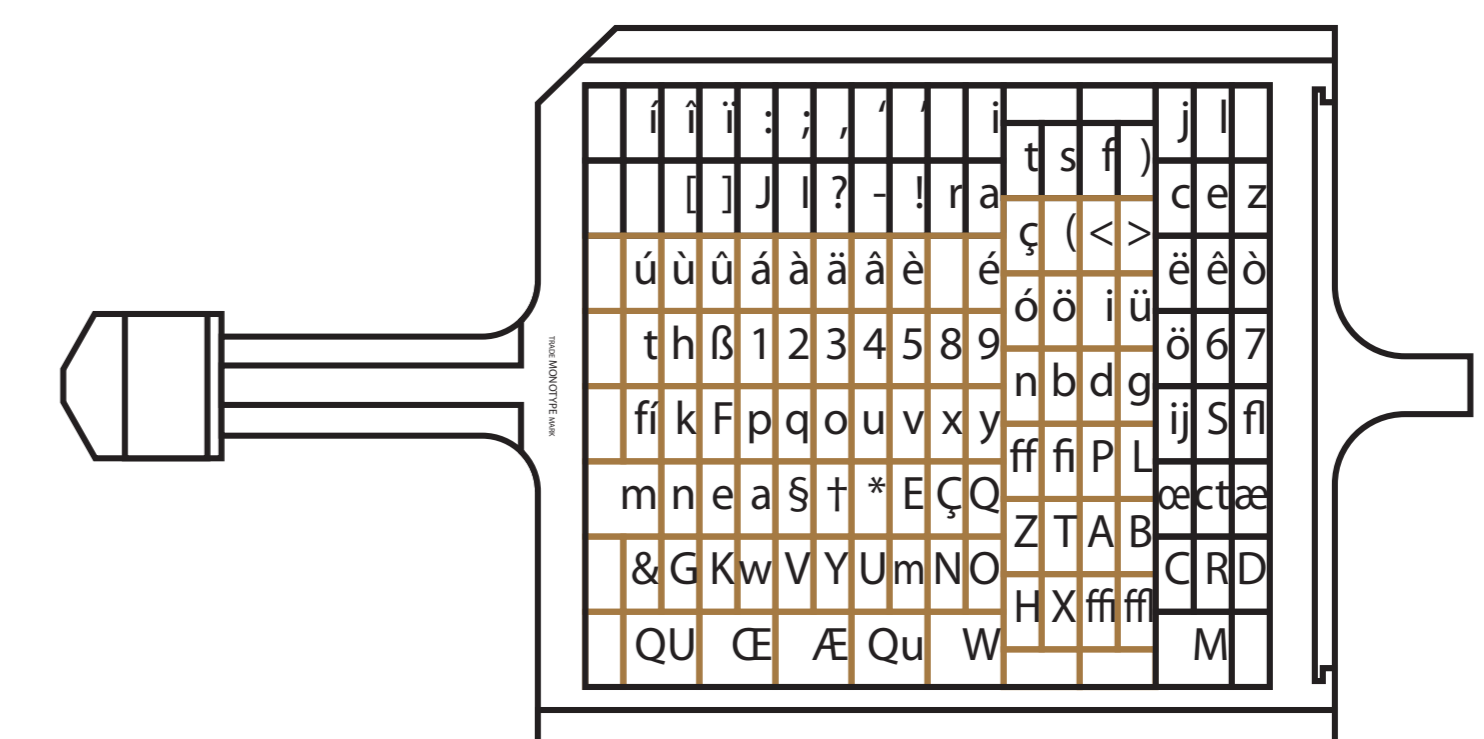 í î ï : ; , ‘ ’ i j l
t s f )
[ ] J I ? - ! r a c e z
ç ( < >
ú ù û á à ä â è é ë ê ò
ó ö i ü
t h ß 1 2 3 4 5 8 9 ö 6 7
n b d g
fí k F p q o u v x y ij S fl
ff fi P L
m n e a § † * E Ç Q œ ct æ
Z T A B
& G K w V Y U m N O C R D
H X ffi ffl
QU Œ Æ Qu W M
TRADE MONOTYPE MARK